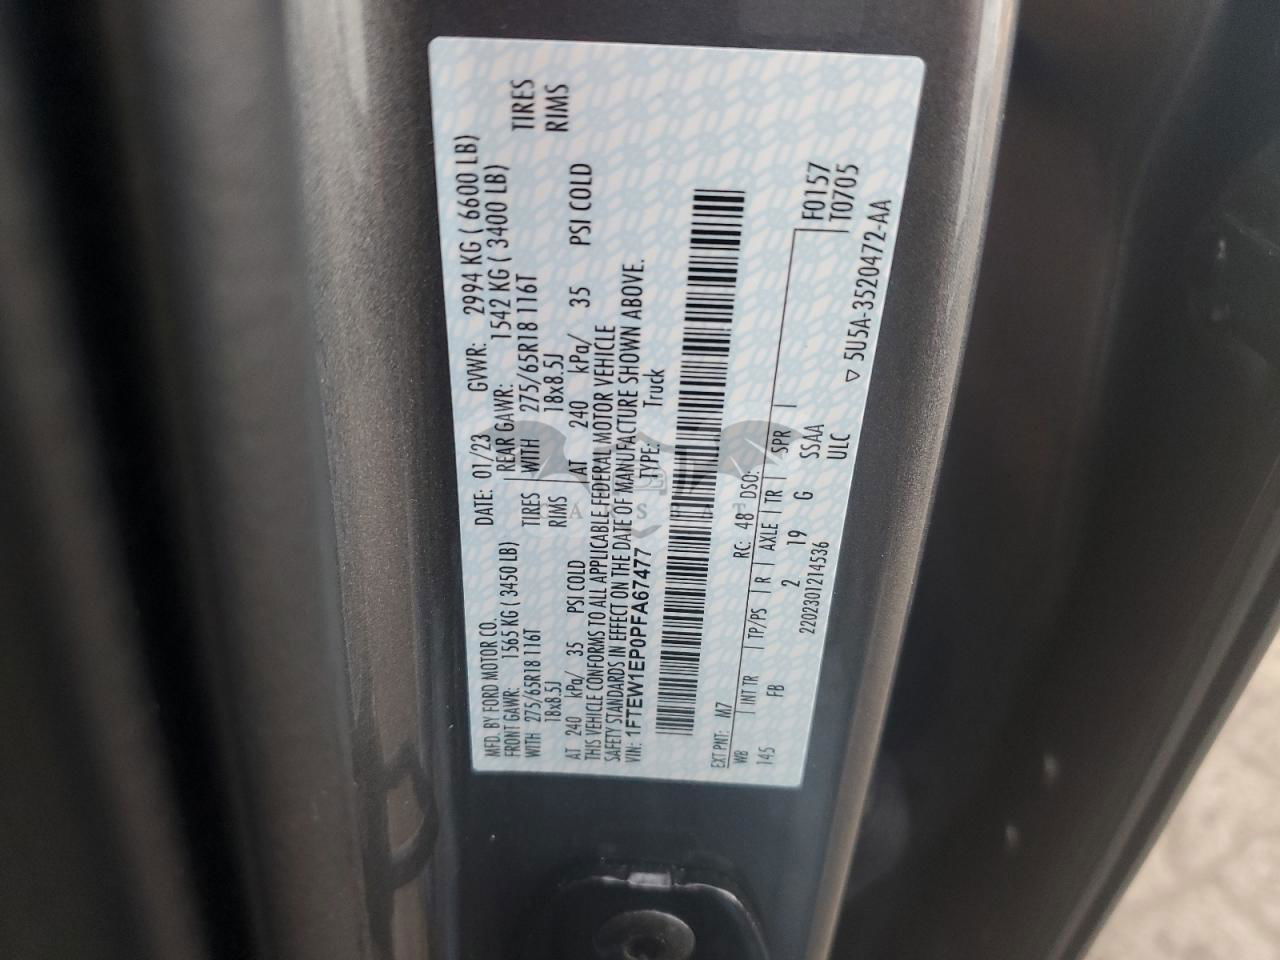 MFD. BY FORD MOTOR CO. DATE: 01/23 GVWR: 2994 KG ( 6600 LB)
FRONT GAWR: 1565 KG ( 3450 LB) REAR GAWR: 1542 KG ( 3400 LB)
WITH 275/65R18 116T TIRES WITH 275/65R18 116T TIRES
18x8.5J RIMS 18x8.5J RIMS
AT 240 kPa/ 35 PSI COLD AT 240 kPa/ 35 PSI COLD
THIS VEHICLE CONFORMS TO ALL APPLICABLE FEDERAL MOTOR VEHICLE
SAFETY STANDARDS IN EFFECT ON THE DATE OF MANUFACTURE SHOWN ABOVE.
VIN: 1FTEW1EP0PFA67477 TYPE: Truck
EXT PNT: M7 RC: 48 DSO: F0157
WB INT TR TP/PS R AXLE TR SPR T0705
145 FB 2 19 G SSAA
2202301214536 ULC
▽ 5U5A-3520472-AA